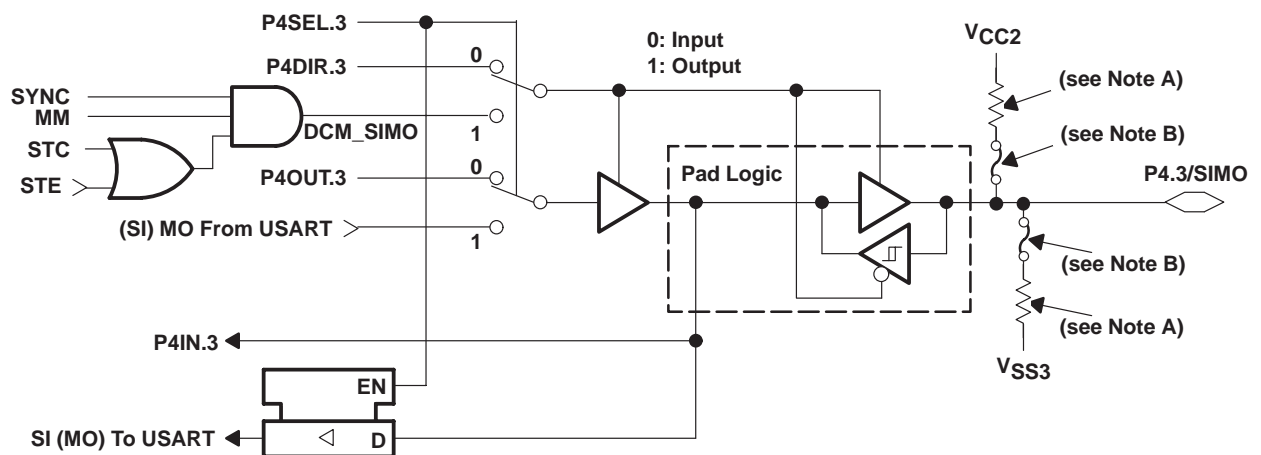 P4SEL.3
P4DIR.3
0
0: Input
1: Output
VCC2
(see Note A)
SYNC
MM
DCM_SIMO
1
STC
STE
P4OUT.3
0
Pad Logic
(see Note B)
P4.3/SIMO
(SI) MO From USART
1
(see Note B)
(see Note A)
P4IN.3
VSS3
EN
SI (MO) To USART
D